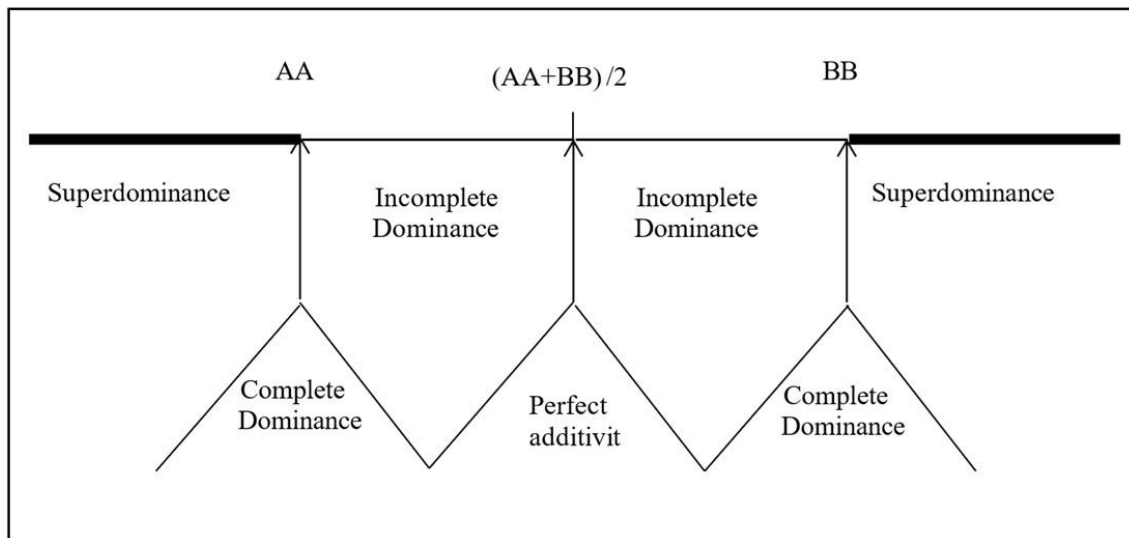 AA
(AA+BB)/2
BB
Superdominance
Incomplete
Dominance
Incomplete
Dominance
Superdominance
Complete
Dominance
Perfect
additivit
Complete
Dominance